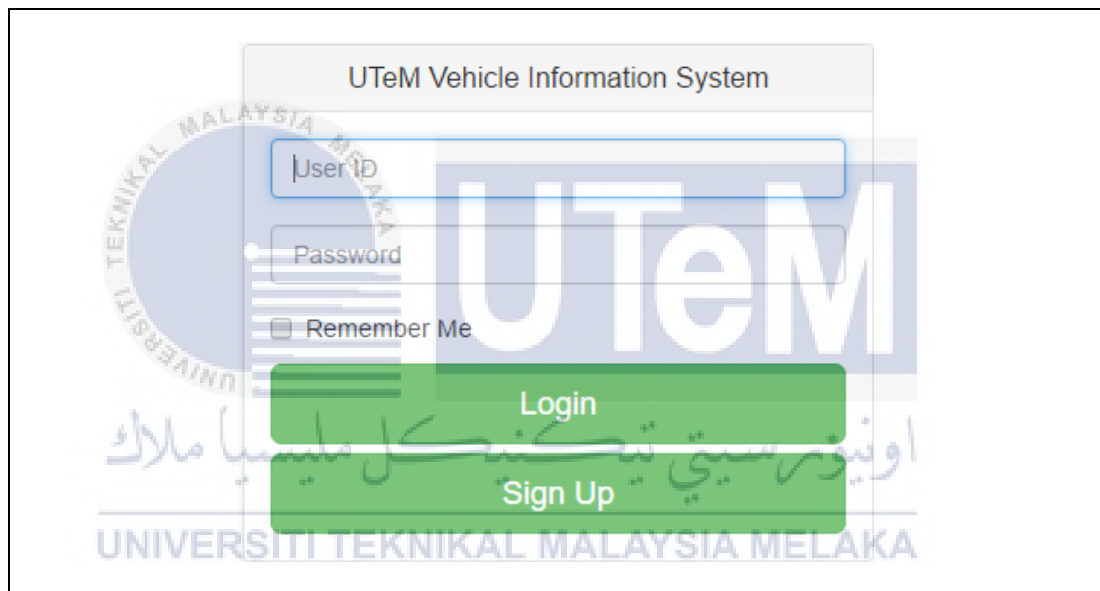 UTeM Vehicle Information System
UNIVERSITI TEKNIKAL MALAYSIA MELAKA
User ID
UTeM
Password
Remember Me
Login
اونيۏرسيتي تيكنيكل مليسيا ملاك
Sign Up
UNIVERSITI TEKNIKAL MALAYSIA MELAKA